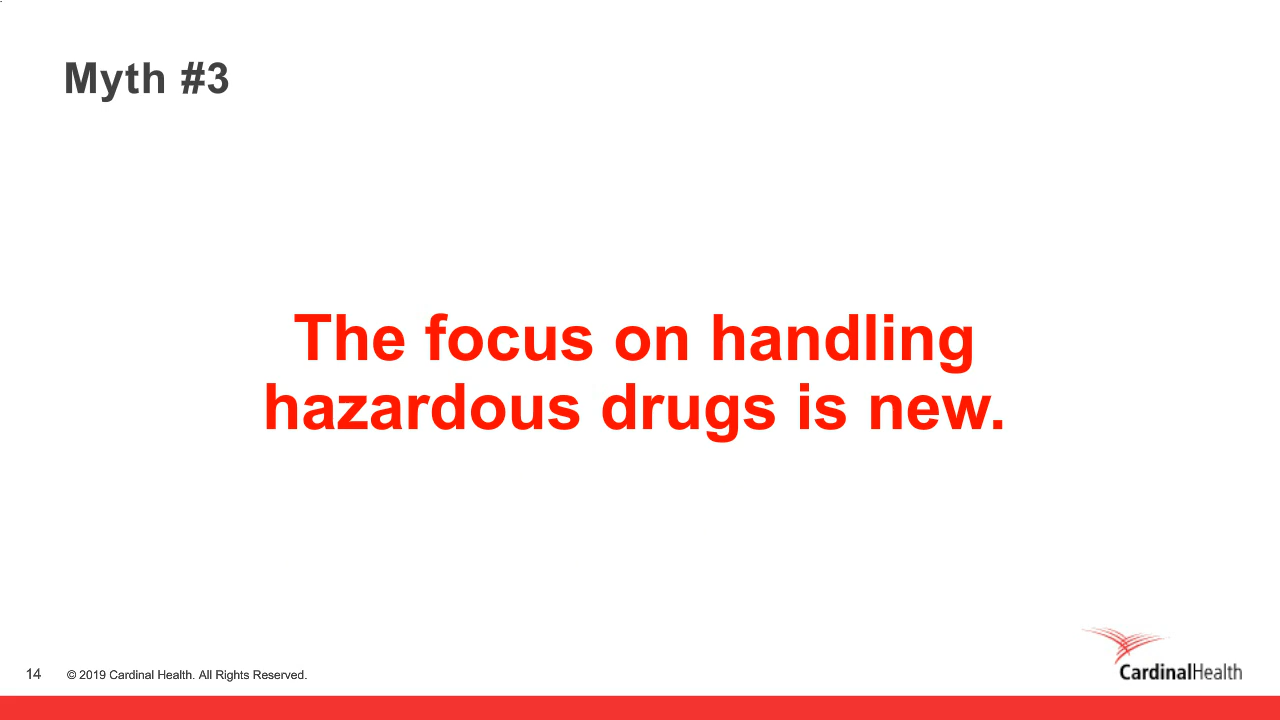 Myth #3
The focus on handling
hazardous drugs is new.
14 © 2019 Cardinal Health. All Rights Reserved.
CardinalHealth